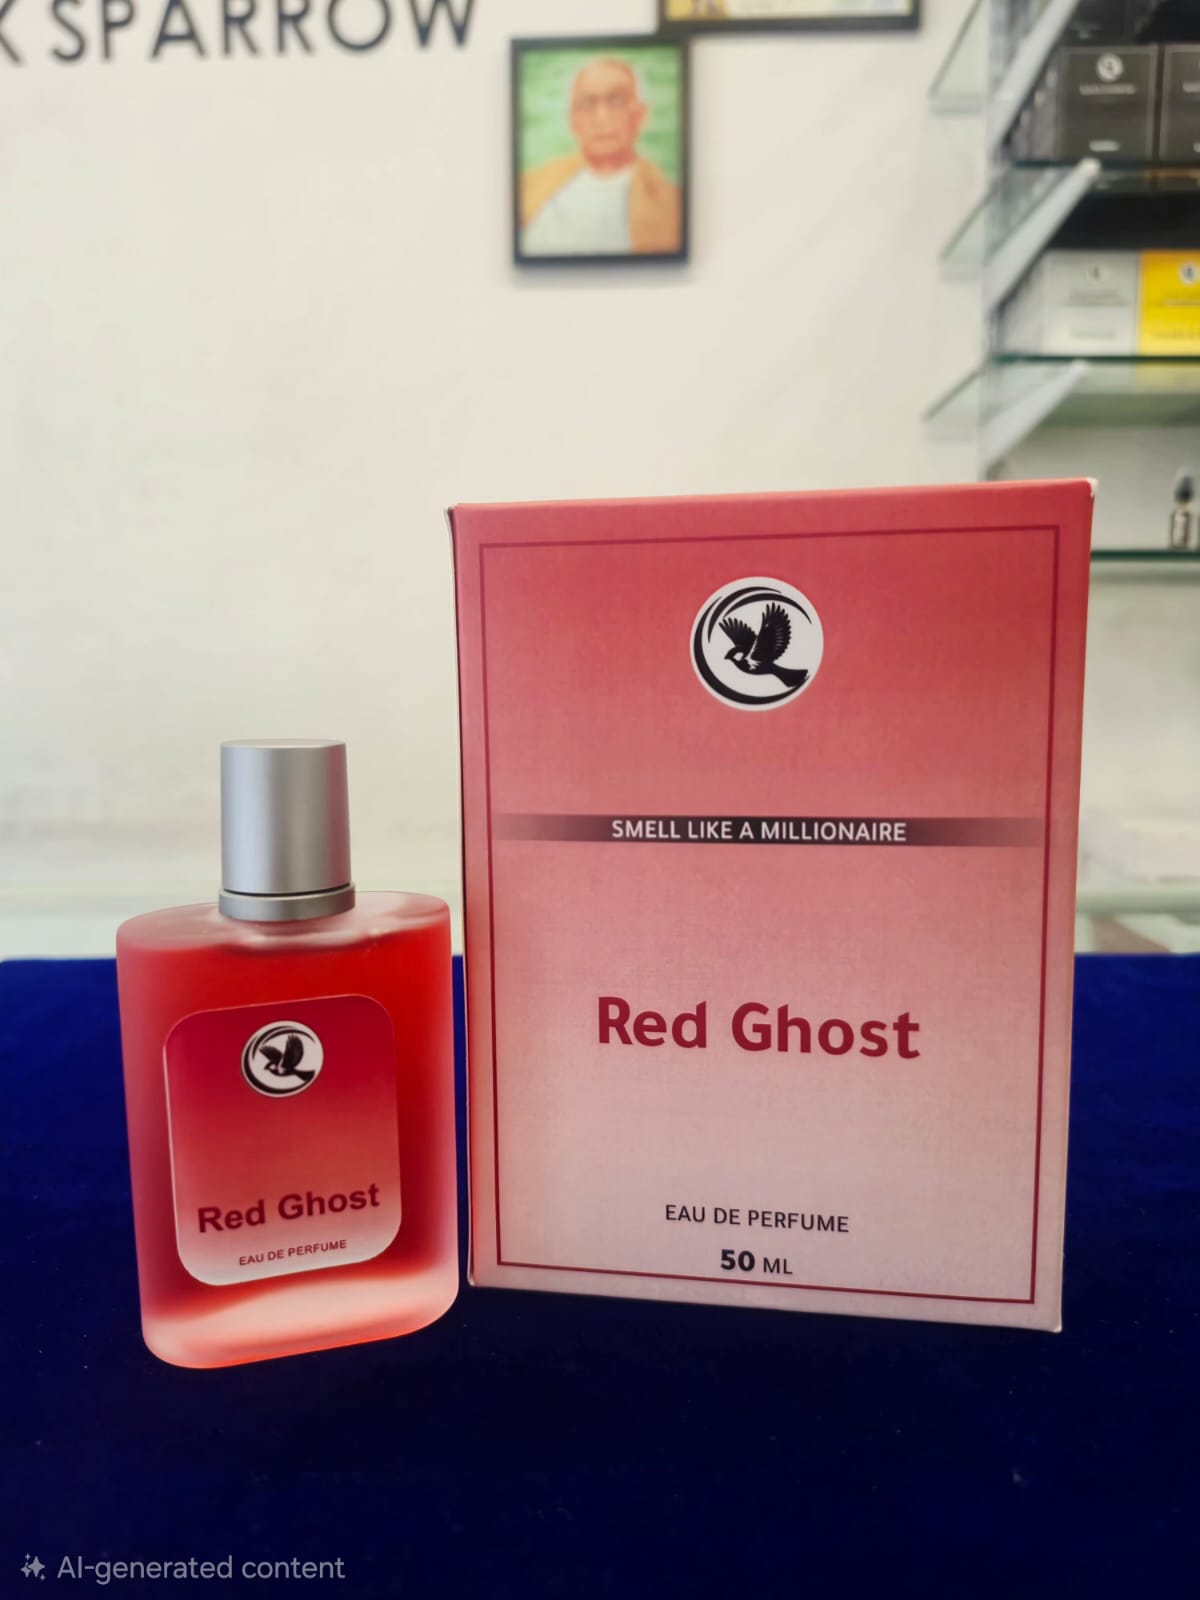 K SPARROW
SMELL LIKE A MILLIONAIRE
Red Ghost
EAU DE PERFUME
50 ML
Red Ghost
EAU DE PERFUME
AI-generated content